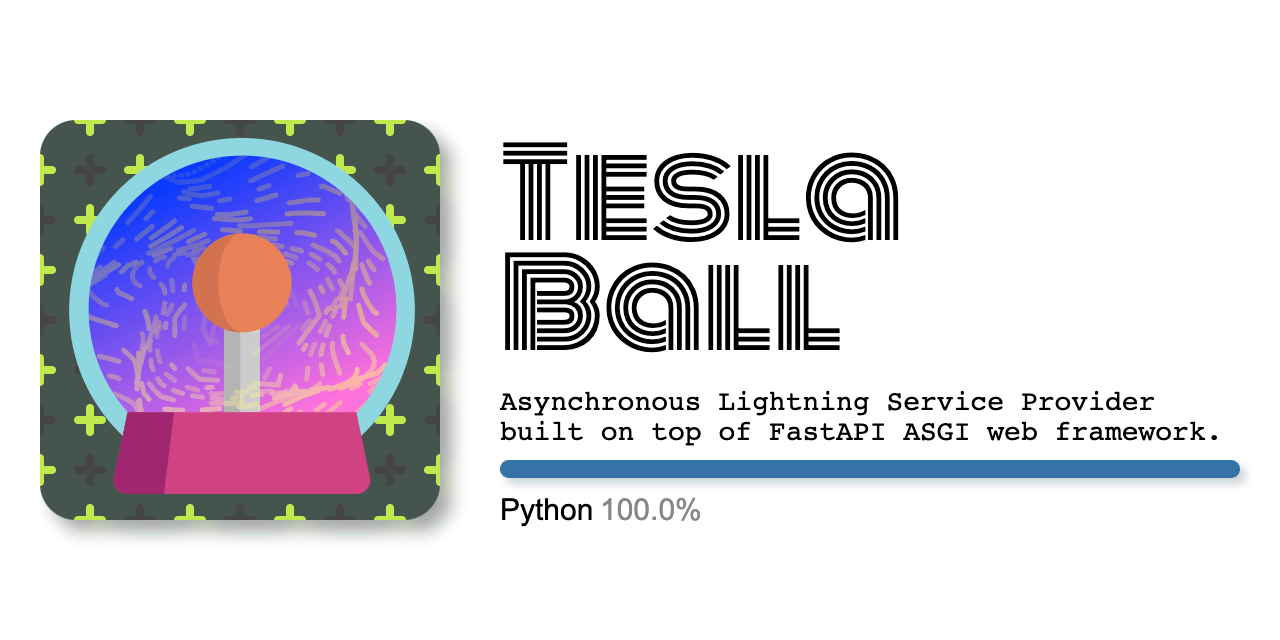 Tesla
Ball
Asynchronous Lightning Service Provider
built on top of FastAPI ASGI web framework.
Python 100.0%